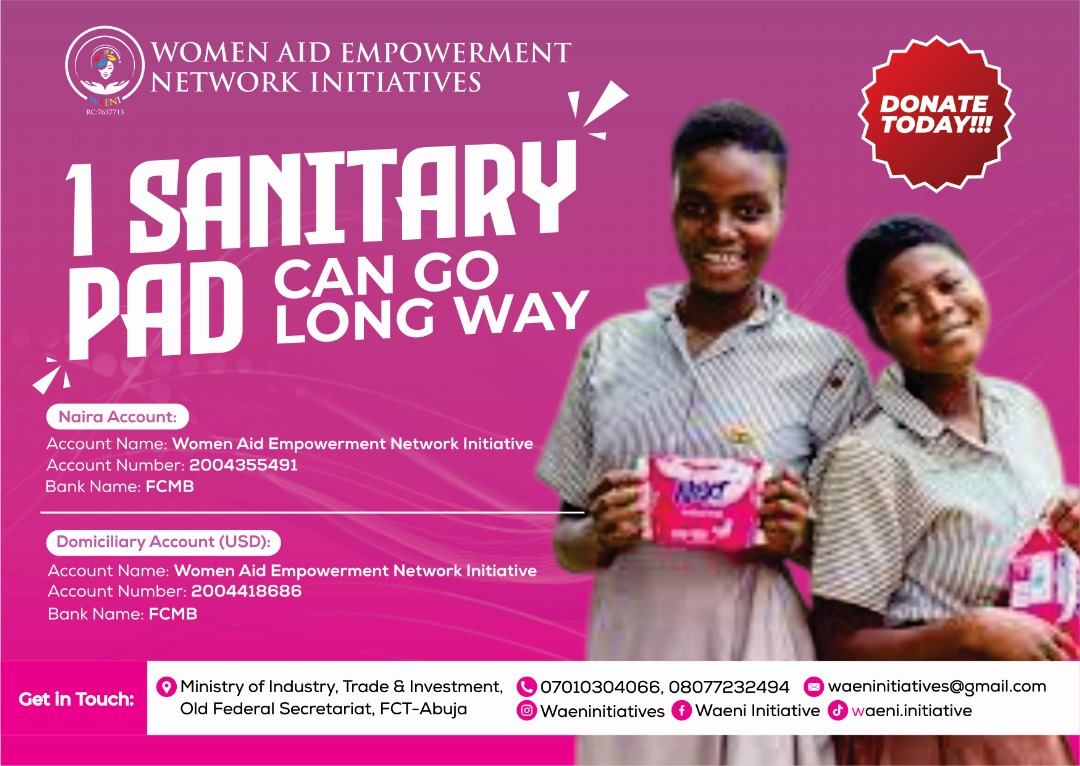 WOMEN AID EMPOWERMENT
NETWORK INITIATIVES
WAENI
RC:7637713
DONATE
TODAY!!!
1 SANITARY
PAD CAN GO
LONG WAY
Naira Account:
Account Name: Women Aid Empowerment Network Initiative
Account Number: 2004355491
Bank Name: FCMB
Domiciliary Account (USD):
Account Name: Women Aid Empowerment Network Initiative
Account Number: 2004418686
Bank Name: FCMB
Get in Touch:
Ministry of Industry, Trade & Investment,
Old Federal Secretariat, FCT-Abuja
07010304066, 08077232494
waeninitiatives@gmail.com
Waeninitiatives
Waeni Initiative
waeni.initiative